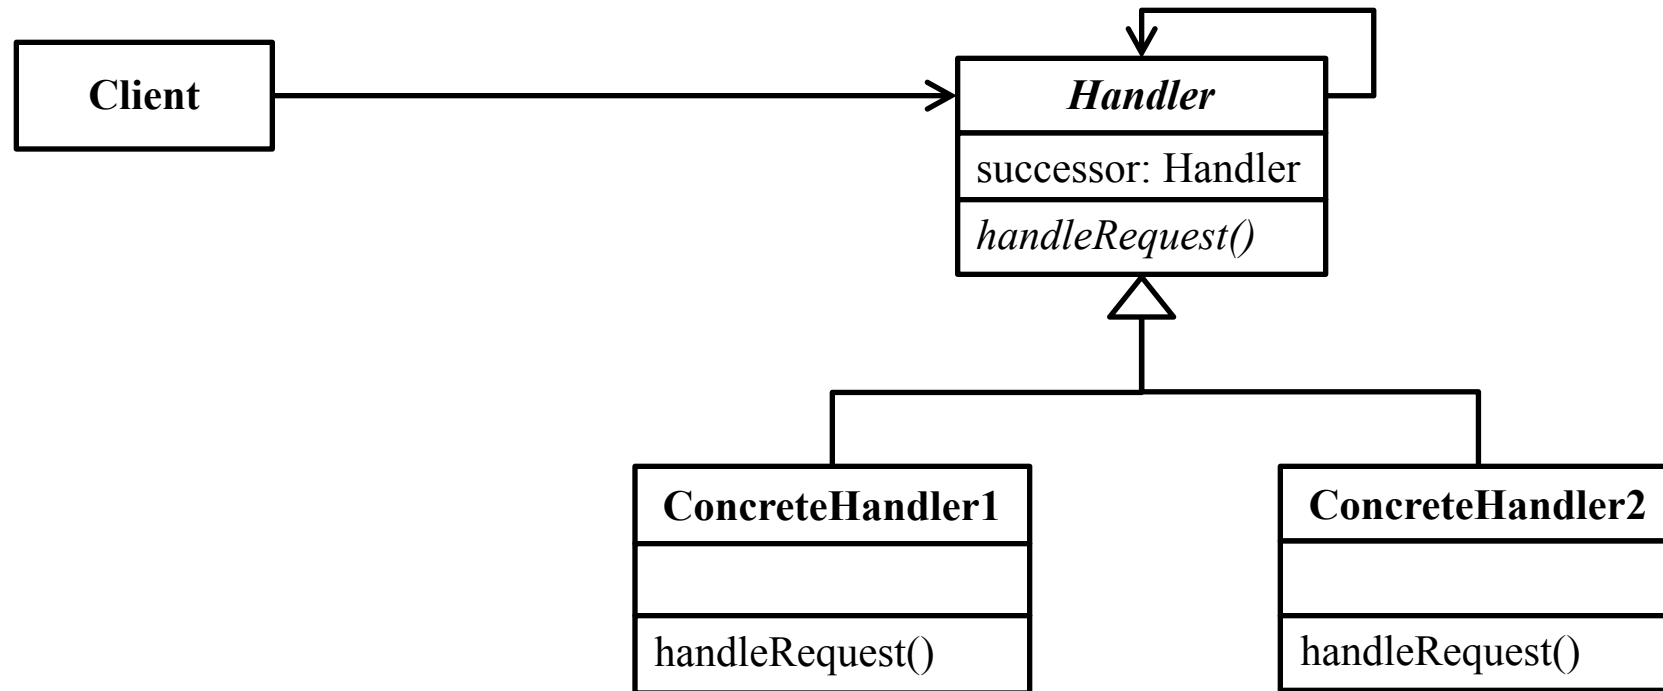 Client
Handler
successor: Handler
handleRequest()
ConcreteHandler1
handleRequest()
ConcreteHandler2
handleRequest()